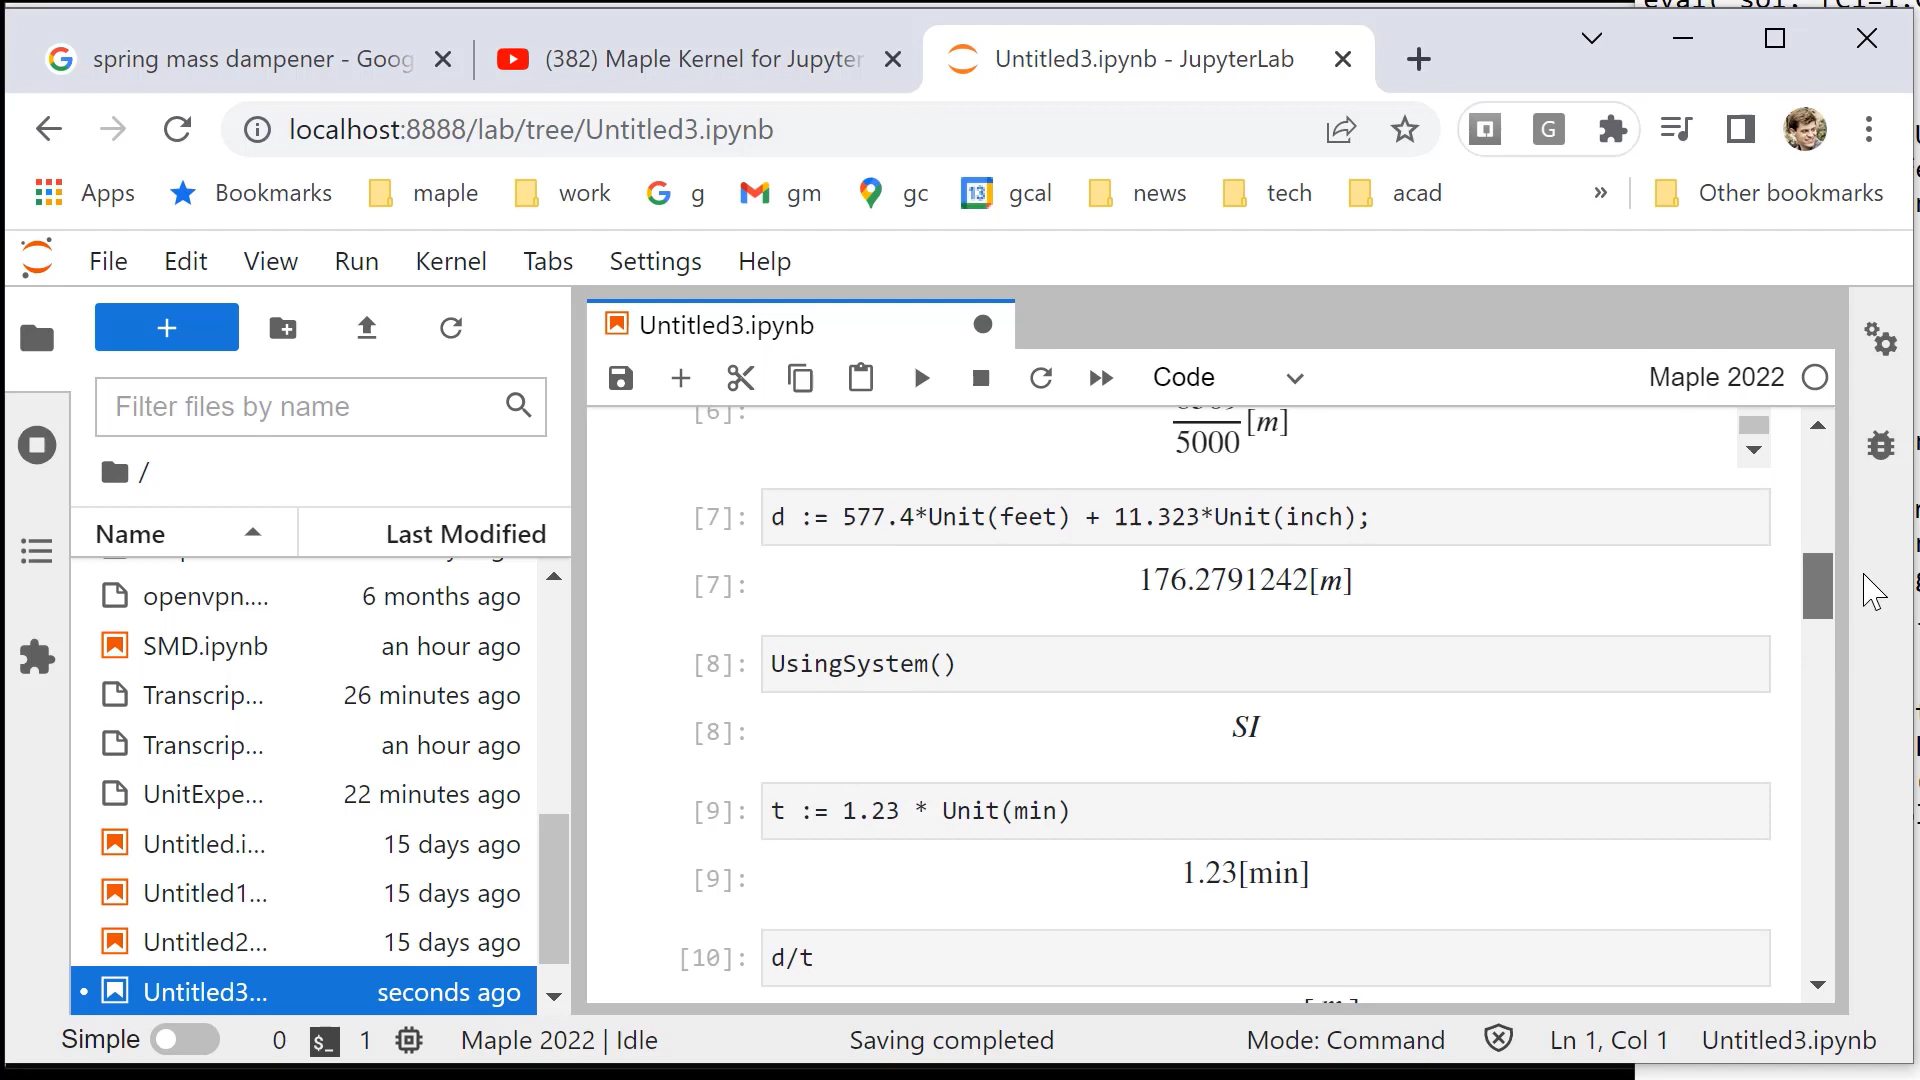 spring mass dampener - Goog
(382) Maple Kernel for Jupyter
Untitled3.ipynb - JupyterLab
localhost:8888/lab/tree/Untitled3.ipynb
Apps Bookmarks maple work g gm gc gcal news tech acad » Other bookmarks
File Edit View Run Kernel Tabs Settings Help
Untitled3.ipynb
Filter files by name
Code
Maple 2022
/
Name Last Modified
openvpn.... 6 months ago
SMD.ipynb an hour ago
Transcrip... 26 minutes ago
Transcrip... an hour ago
UnitExpe... 22 minutes ago
Untitled.i... 15 days ago
Untitled1... 15 days ago
Untitled2... 15 days ago
Untitled3... seconds ago
[6]:
5000 [m]
[7]: d := 577.4*Unit(feet) + 11.323*Unit(inch);
[7]: 176.2791242[m]
[8]: UsingSystem()
[8]: SI
[9]: t := 1.23 * Unit(min)
[9]: 1.23[min]
[10]: d/t
Simple 0 $_ 1 Maple 2022 | Idle Saving completed Mode: Command Ln 1, Col 1 Untitled3.ipynb